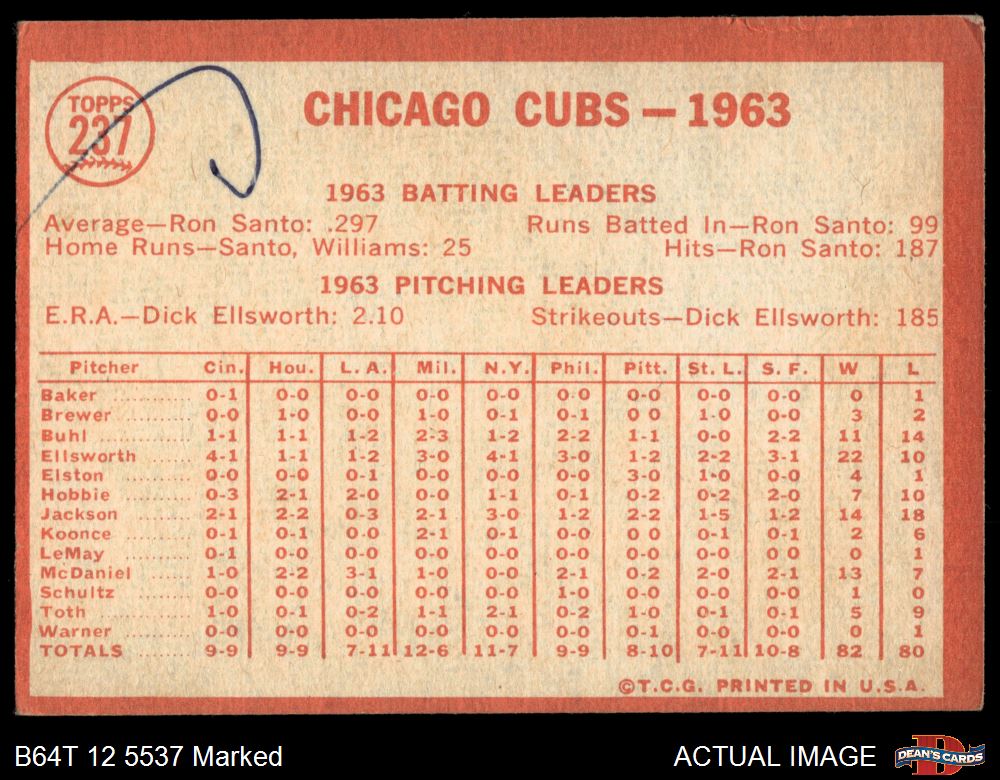 TOPPS
237
CHICAGO CUBS — 1963
1963 BATTING LEADERS
Average—Ron Santo: .297 Runs Batted In—Ron Santo: 99
Home Runs—Santo, Williams: 25 Hits—Ron Santo: 187
1963 PITCHING LEADERS
E.R.A.—Dick Ellsworth: 2.10 Strikeouts—Dick Ellsworth: 185
Pitcher Cin. Hou. L. A. Mil. N.Y. Phil. Pitt. St. L. S. F. W L
Baker .......... 0-1 0-0 0-0 0-0 0-0 0-0 0-0 0-0 0-0 0 1
Brewer .......... 0-0 1-0 0-0 1-0 0-1 0-1 0 0 1-0 0-0 3 2
Buhl .......... 1-1 1-1 1-2 2-3 1-2 2-2 1-1 0-0 2-2 11 14
Ellsworth ....... 4-1 1-1 1-2 3-0 4-1 3-0 1-2 2-2 3-1 22 10
Elston .......... 0-0 0-0 0-1 0-0 0-0 0-0 3-0 1-0 0-0 4 1
Hobbie .......... 0-3 2-1 2-0 0-0 1-1 0-1 0-2 0-2 2-0 7 10
Jackson ........ 2-1 2-2 0-3 2-1 3-0 1-2 2-2 1-5 1-2 14 18
Koonce ........ 0-1 0-1 0-0 2-1 0-1 0-0 0 0 0-1 0-1 2 6
LeMay .......... 0-1 0-0 0-0 0-0 0-0 0-0 0-0 0-0 0-0 0 1
McDaniel ...... 1-0 2-2 3-1 1-0 0-0 2-1 0-2 2-0 2-1 13 7
Schultz ........ 0-0 0-0 0-0 0-0 0-0 1-0 0-0 0-0 0-0 1 0
Toth .......... 1-0 0-1 0-2 1-1 2-1 0-2 1-0 0-1 0-1 5 9
Warner ........ 0-0 0-0 0-0 0-0 0-0 0-0 0-1 0-0 0-0 0 1
TOTALS ........ 9-9 9-9 7-11 12-6 11-7 9-9 8-10 7-11 10-8 82 80
©T.C.G. PRINTED IN U.S.A.
B64T 12 5537 Marked ACTUAL IMAGE DEAN'S CARDS